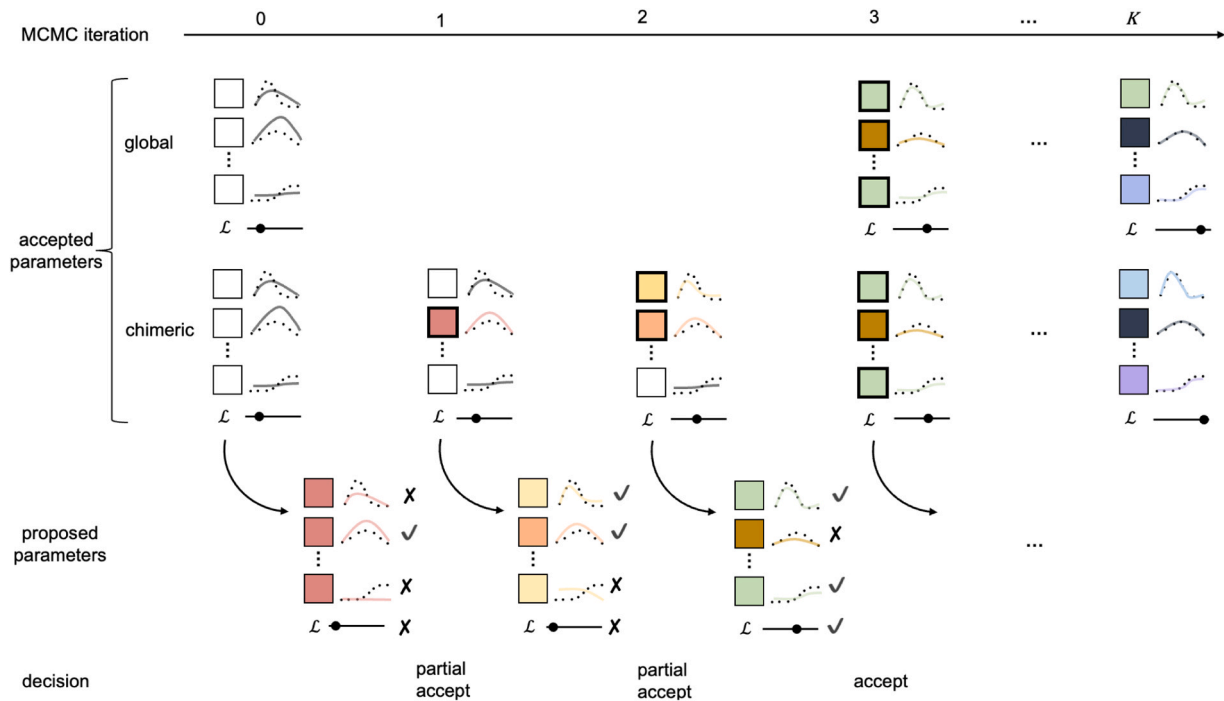 0 1 2 3 ... K
MCMC iteration
global
ℒ
accepted
parameters
chimeric
...
...
ℒ
ℒ
ℒ
ℒ
ℒ
ℒ
ℒ
proposed
parameters
✗ ✓ ✓
✓ ✓ ✗
...
✗ ✗ ✓
ℒ ✗ ℒ ✗ ℒ ✓
decision
partial
accept
partial
accept
accept